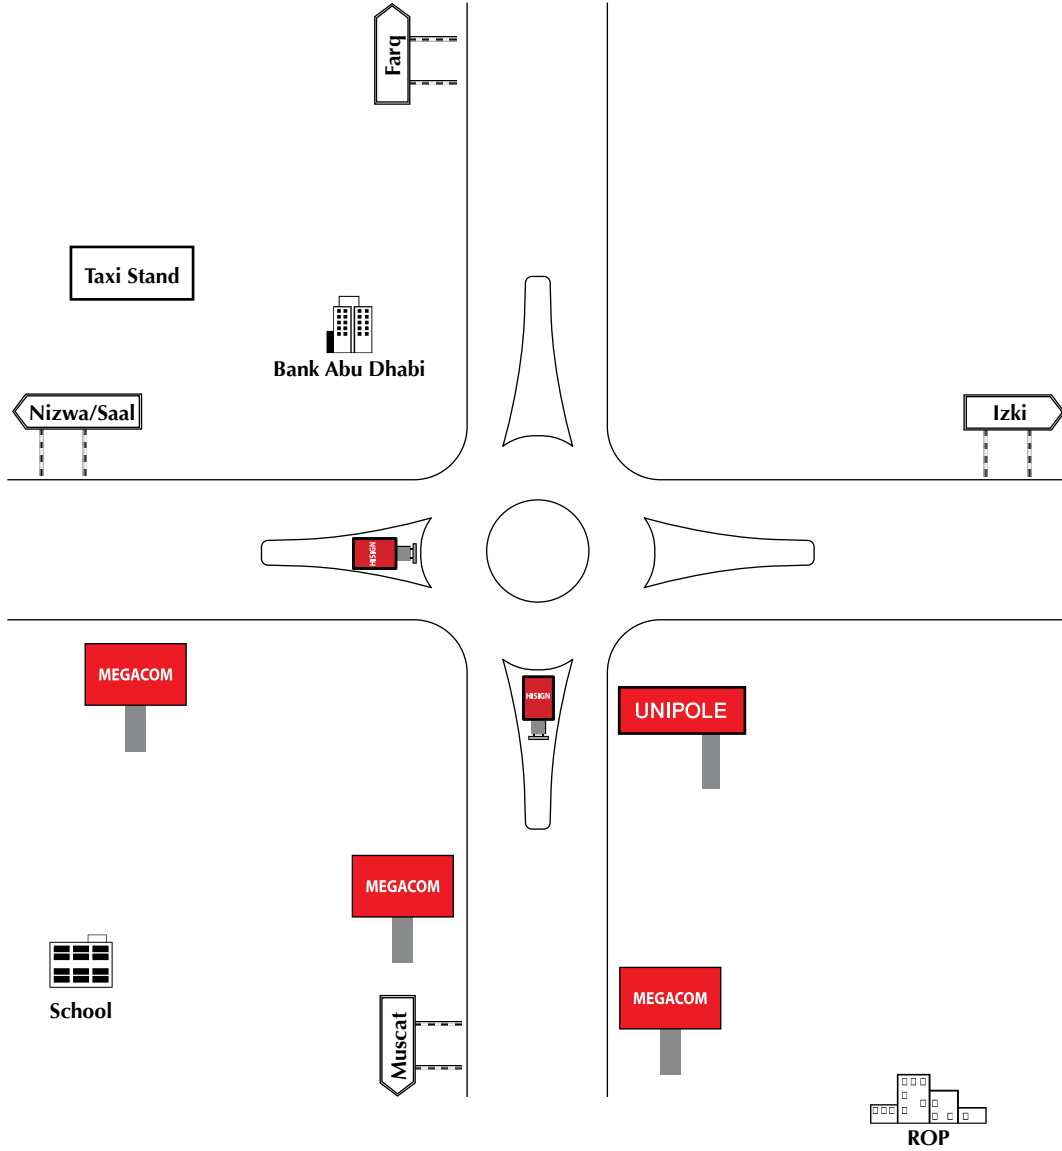 Farq
Taxi Stand
Bank Abu Dhabi
Nizwa/Saal
Izki
HISIGN
MEGACOM
HISIGN
UNIPOLE
MEGACOM
MEGACOM
School
Muscat
ROP